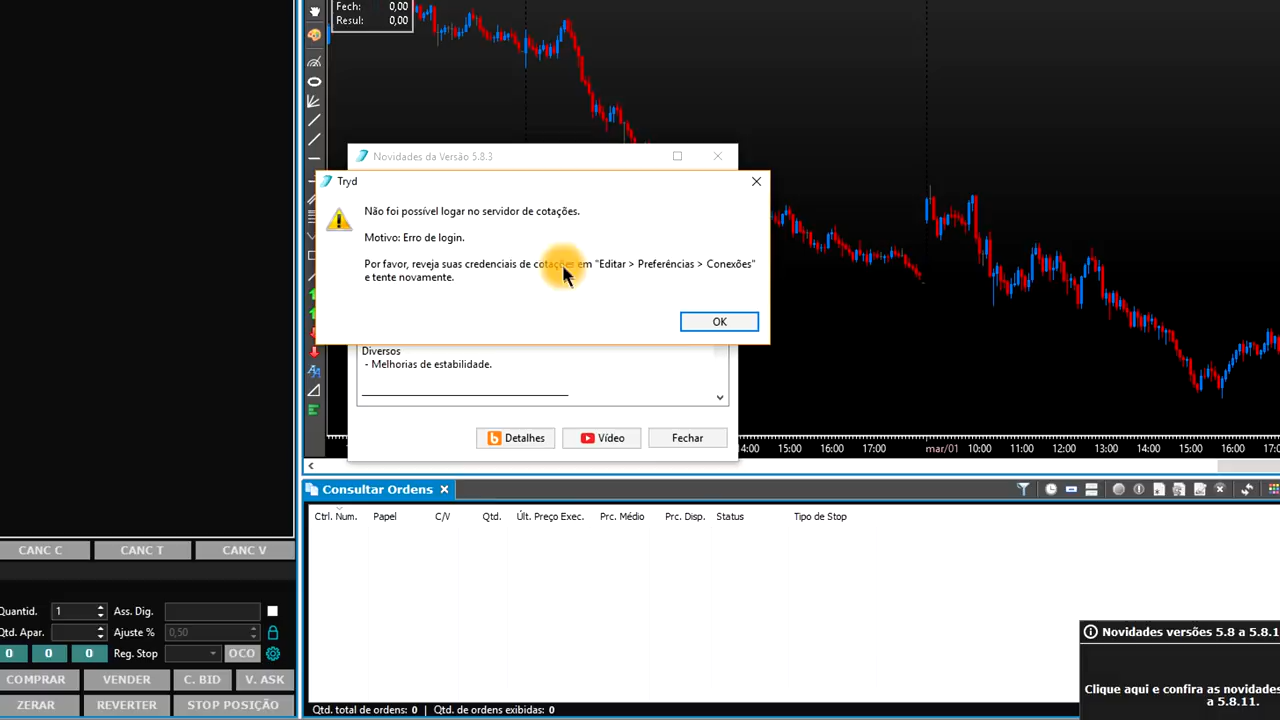 Fech: 0,00
Resul: 0,00
Novidades da Versão 5.8.3
Tryd
Não foi possível logar no servidor de cotações.
Motivo: Erro de login.
Por favor, reveja suas credenciais de cotações em "Editar > Preferências > Conexões"
e tente novamente.
OK
Diversos
- Melhorias de estabilidade.
Detalhes Vídeo Fechar
14:00 15:00 16:00 17:00 mar/01 10:00 11:00 12:00 13:00 14:00 15:00 16:00 17:0
Consultar Ordens
Ctrl. Num. Papel C/V Qtd. Últ. Preço Exec. Prc. Médio Prc. Disp. Status Tipo de Stop
CANC C CANC T CANC V
Quantid. 1 Ass. Dig.
Qtd. Apar. Ajuste % 0,50
0 0 0 Reg. Stop OCO
COMPRAR VENDER C. BID V. ASK
ZERAR REVERTER STOP POSIÇÃO
Qtd. total de ordens: 0 | Qtd. de ordens exibidas: 0
Novidades versões 5.8 a 5.8.1
Clique aqui e confira as novidades
a 5.8.11.